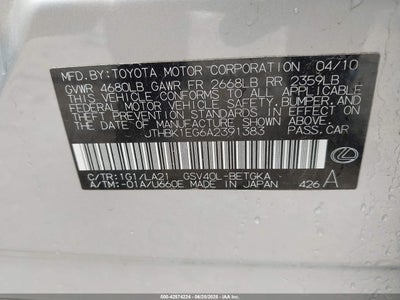 MFD. BY: TOYOTA MOTOR CORPORATION 04/10
GVWR 4680LB GAWR FR 2668LB RR 2359LB
THIS VEHICLE CONFORMS TO ALL APPLICABLE
FEDERAL MOTOR VEHICLE SAFETY, BUMPER, AND
THEFT PREVENTION STANDARDS IN EFFECT ON
THE DATE OF MANUFACTURE SHOWN ABOVE.
JTHBK1EG6A2391383 PASS. CAR
C/TR: 1G1/LA21 GSV40L-BETGKA
A/TM: -01A/U660E MADE IN JAPAN 426 A